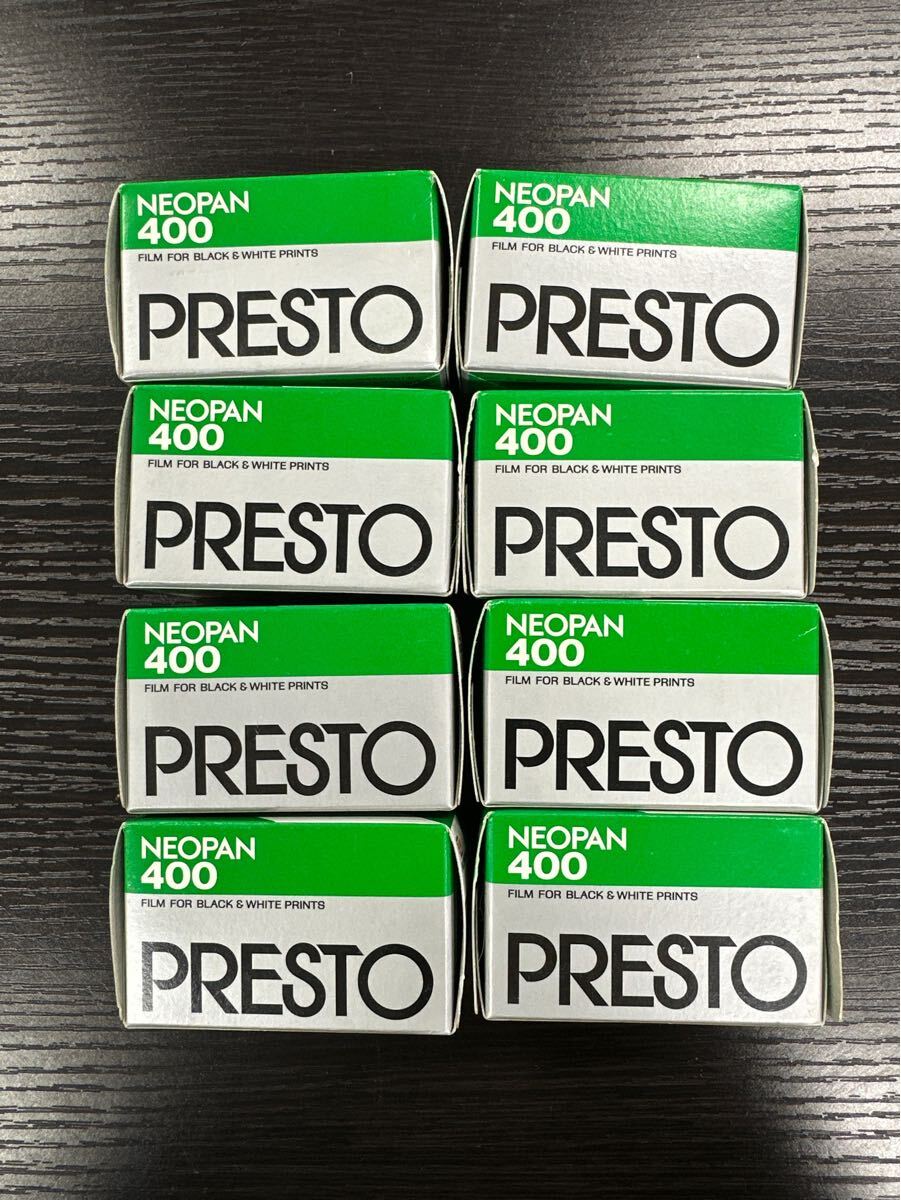 NEOPAN
400
FILM FOR BLACK & WHITE PRINTS
PRESTO
NEOPAN
400
FILM FOR BLACK & WHITE PRINTS
PRESTO
NEOPAN
400
FILM FOR BLACK & WHITE PRINTS
PRESTO
NEOPAN
400
FILM FOR BLACK & WHITE PRINTS
PRESTO
NEOPAN
400
FILM FOR BLACK & WHITE PRINTS
PRESTO
NEOPAN
400
FILM FOR BLACK & WHITE PRINTS
PRESTO
NEOPAN
400
FILM FOR BLACK & WHITE PRINTS
PRESTO
NEOPAN
400
FILM FOR BLACK & WHITE PRINTS
PRESTO